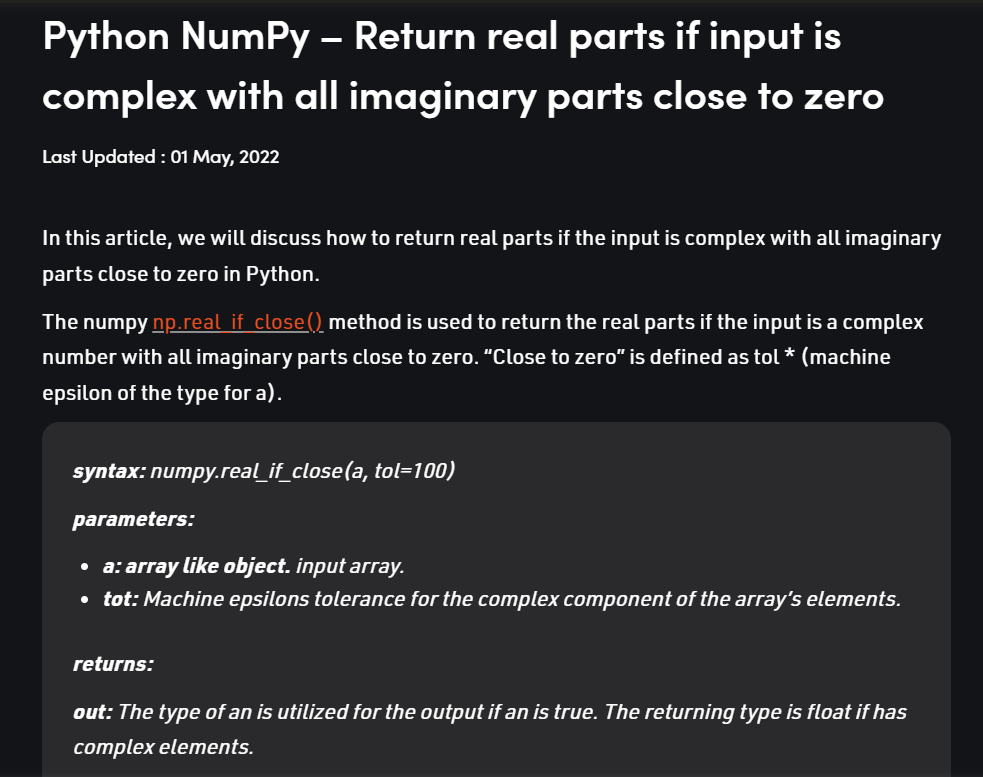 Python NumPy – Return real parts if input is
complex with all imaginary parts close to zero
Last Updated : 01 May, 2022
In this article, we will discuss how to return real parts if the input is complex with all imaginary
parts close to zero in Python.
The numpy np.real_if_close() method is used to return the real parts if the input is a complex
number with all imaginary parts close to zero. “Close to zero” is defined as tol * (machine
epsilon of the type for a).
syntax: numpy.real_if_close(a, tol=100)
parameters:
• a: array like object. input array.
• tot: Machine epsilons tolerance for the complex component of the array’s elements.
returns:
out: The type of an is utilized for the output if an is true. The returning type is float if has
complex elements.